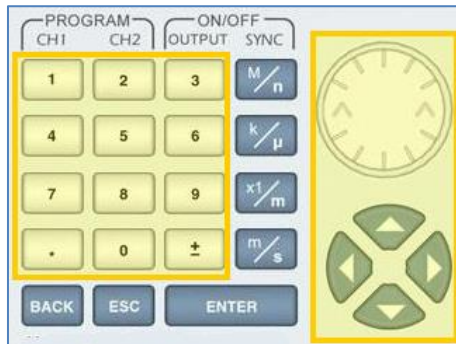 PROGRAM ON/OFF
CH1 CH2 OUTPUT SYNC
1 2 3 M/n
4 5 6 k/µ
7 8 9 x1/m
. 0 ± m/s
BACK ESC ENTER